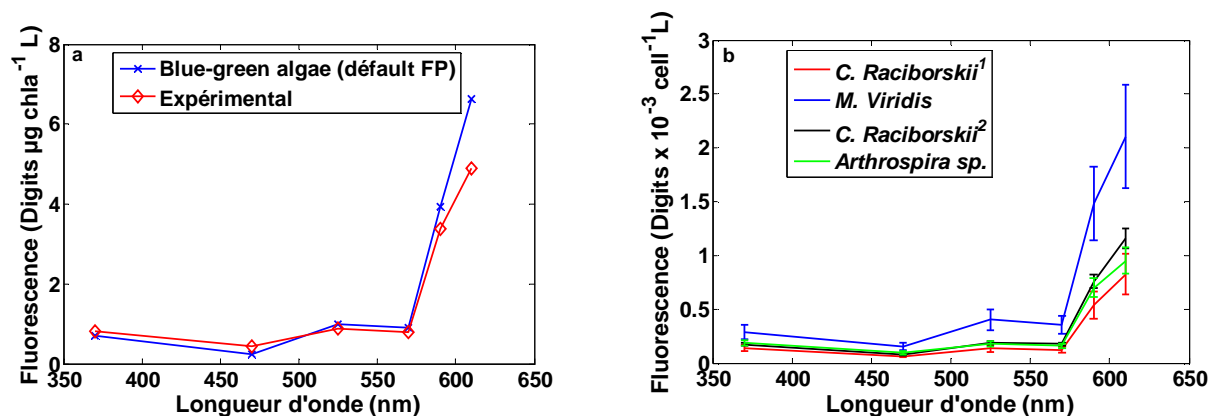 a
Blue-green algae (défault FP)
Expérimental
Fluorescence (Digits µg chla⁻¹ L)
8
6
4
2
0
350 400 450 500 550 600 650
Longueur d'onde (nm)
b
C. Raciborskii¹
M. Viridis
C. Raciborskii²
Arthrospira sp.
Fluorescence (Digits x 10⁻³ cell⁻¹L)
3
2.5
2
1.5
1
0.5
0
350 400 450 500 550 600 650
Longueur d'onde (nm)